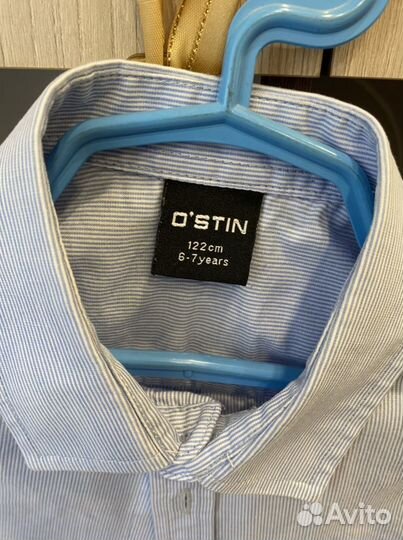 O'STIN
122cm
6-7years
Avito